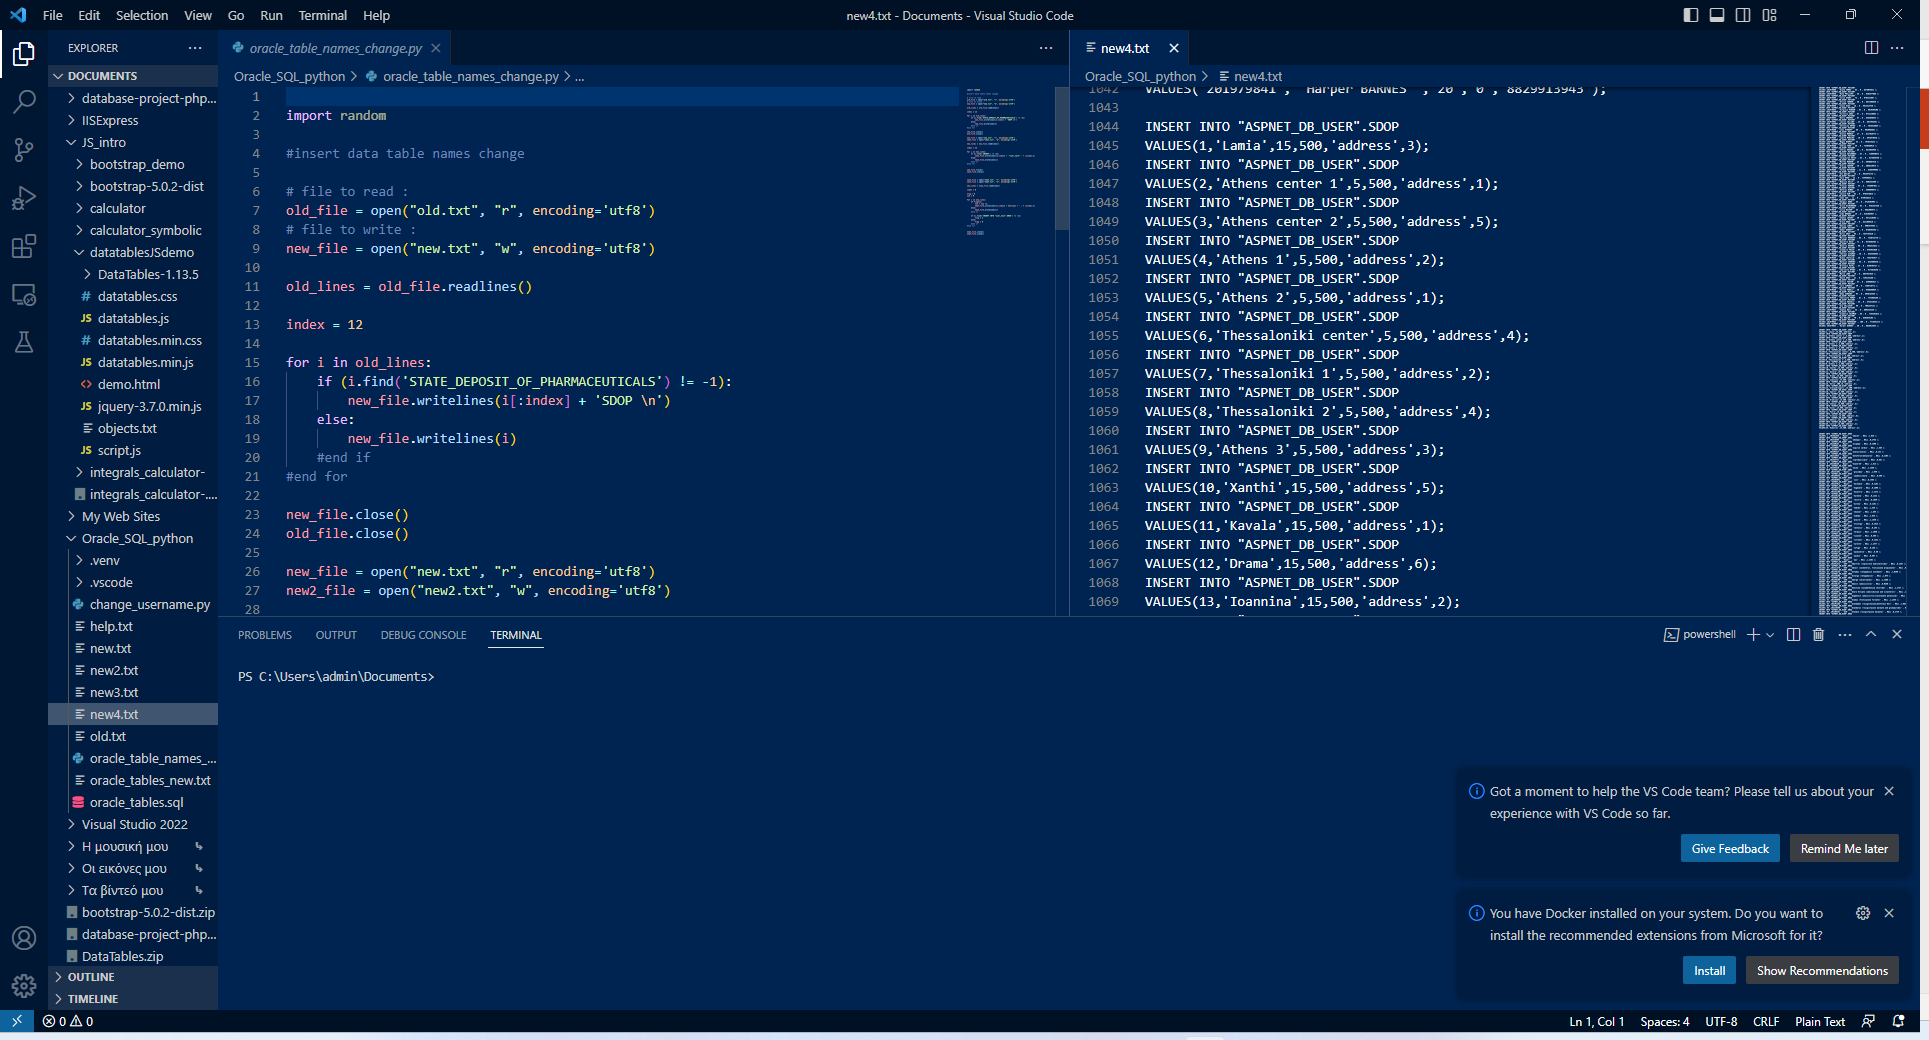 File Edit Selection View Go Run Terminal Help
new4.txt - Documents - Visual Studio Code
EXPLORER
DOCUMENTS
database-project-php...
IISExpress
JS_intro
bootstrap_demo
bootstrap-5.0.2-dist
calculator
calculator_symbolic
datatablesJSdemo
DataTables-1.13.5
# datatables.css
JS datatables.js
# datatables.min.css
JS datatables.min.js
<> demo.html
JS jquery-3.7.0.min.js
objects.txt
JS script.js
integrals_calculator-
integrals_calculator-....
My Web Sites
Oracle_SQL_python
.venv
.vscode
change_username.py
help.txt
new.txt
new2.txt
new3.txt
new4.txt
old.txt
oracle_table_names_...
oracle_tables_new.txt
oracle_tables.sql
Visual Studio 2022
Η μουσική μου
Οι εικόνες μου
Τα βίντεό μου
bootstrap-5.0.2-dist.zip
database-project-php...
DataTables.zip
OUTLINE
TIMELINE
oracle_table_names_change.py
Oracle_SQL_python > oracle_table_names_change.py > ...
1
2 import random
3
4 #insert data table names change
5
6 # file to read :
7 old_file = open("old.txt", "r", encoding='utf8')
8 # file to write :
9 new_file = open("new.txt", "w", encoding='utf8')
10
11 old_lines = old_file.readlines()
12
13 index = 12
14
15 for i in old_lines:
16 if (i.find('STATE_DEPOSIT_OF_PHARMACEUTICALS') != -1):
17 new_file.writelines(i[:index] + 'SDOP \n')
18 else:
19 new_file.writelines(i)
20 #end if
21 #end for
22
23 new_file.close()
24 old_file.close()
25
26 new_file = open("new.txt", "r", encoding='utf8')
27 new2_file = open("new2.txt", "w", encoding='utf8')
28
new4.txt
Oracle_SQL_python > new4.txt
1042 VALUES('201979841', 'Harper BARNES', 20, 0, 8829913943);
1043
1044 INSERT INTO "ASPNET_DB_USER".SDOP
1045 VALUES(1,'Lamia',15,500,'address',3);
1046 INSERT INTO "ASPNET_DB_USER".SDOP
1047 VALUES(2,'Athens center 1',5,500,'address',1);
1048 INSERT INTO "ASPNET_DB_USER".SDOP
1049 VALUES(3,'Athens center 2',5,500,'address',5);
1050 INSERT INTO "ASPNET_DB_USER".SDOP
1051 VALUES(4,'Athens 1',5,500,'address',2);
1052 INSERT INTO "ASPNET_DB_USER".SDOP
1053 VALUES(5,'Athens 2',5,500,'address',1);
1054 INSERT INTO "ASPNET_DB_USER".SDOP
1055 VALUES(6,'Thessaloniki center',5,500,'address',4);
1056 INSERT INTO "ASPNET_DB_USER".SDOP
1057 VALUES(7,'Thessaloniki 1',5,500,'address',2);
1058 INSERT INTO "ASPNET_DB_USER".SDOP
1059 VALUES(8,'Thessaloniki 2',5,500,'address',4);
1060 INSERT INTO "ASPNET_DB_USER".SDOP
1061 VALUES(9,'Athens 3',5,500,'address',3);
1062 INSERT INTO "ASPNET_DB_USER".SDOP
1063 VALUES(10,'Xanthi',15,500,'address',5);
1064 INSERT INTO "ASPNET_DB_USER".SDOP
1065 VALUES(11,'Kavala',15,500,'address',1);
1066 INSERT INTO "ASPNET_DB_USER".SDOP
1067 VALUES(12,'Drama',15,500,'address',6);
1068 INSERT INTO "ASPNET_DB_USER".SDOP
1069 VALUES(13,'Ioannina',15,500,'address',2);
PROBLEMS OUTPUT DEBUG CONSOLE TERMINAL
powershell
PS C:\Users\admin\Documents>
Got a moment to help the VS Code team? Please tell us about your
experience with VS Code so far.
Give Feedback Remind Me later
You have Docker installed on your system. Do you want to
install the recommended extensions from Microsoft for it?
Install Show Recommendations
0 0
Ln 1, Col 1 Spaces: 4 UTF-8 CRLF Plain Text